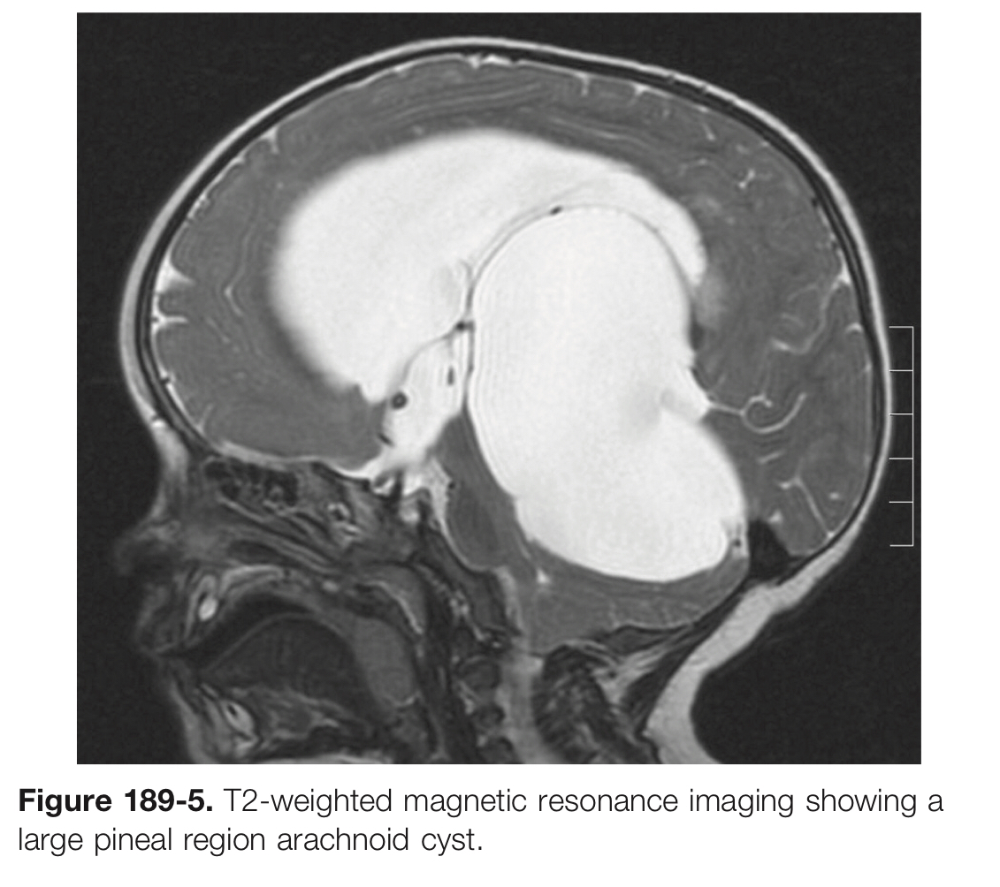 Figure 189-5. T2-weighted magnetic resonance imaging showing a
large pineal region arachnoid cyst.